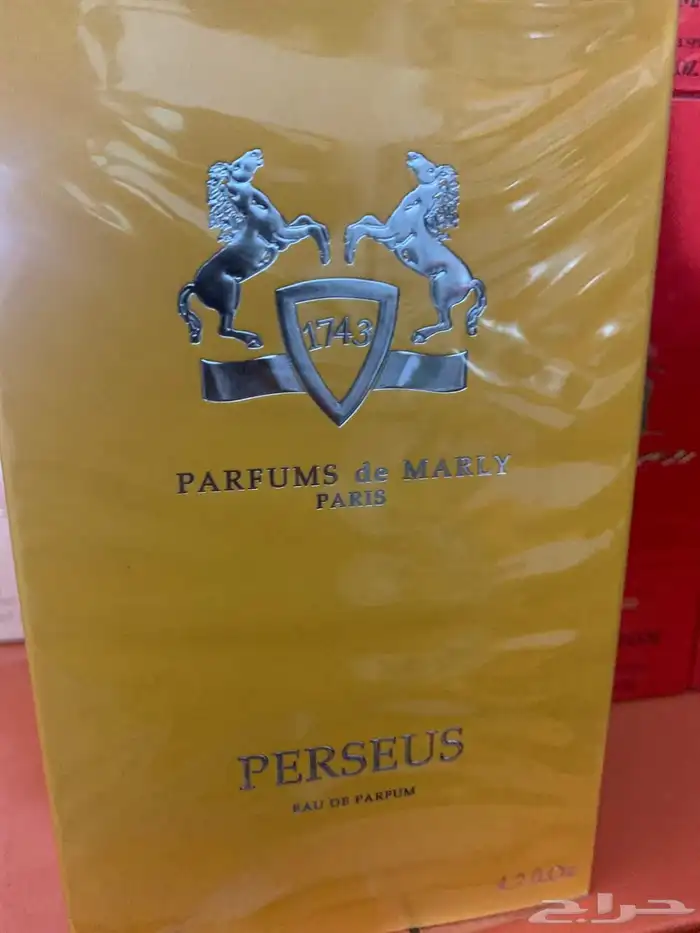 1743
PARFUMS de MARLY
PARIS
PERSEUS
EAU DE PARFUM
حراج